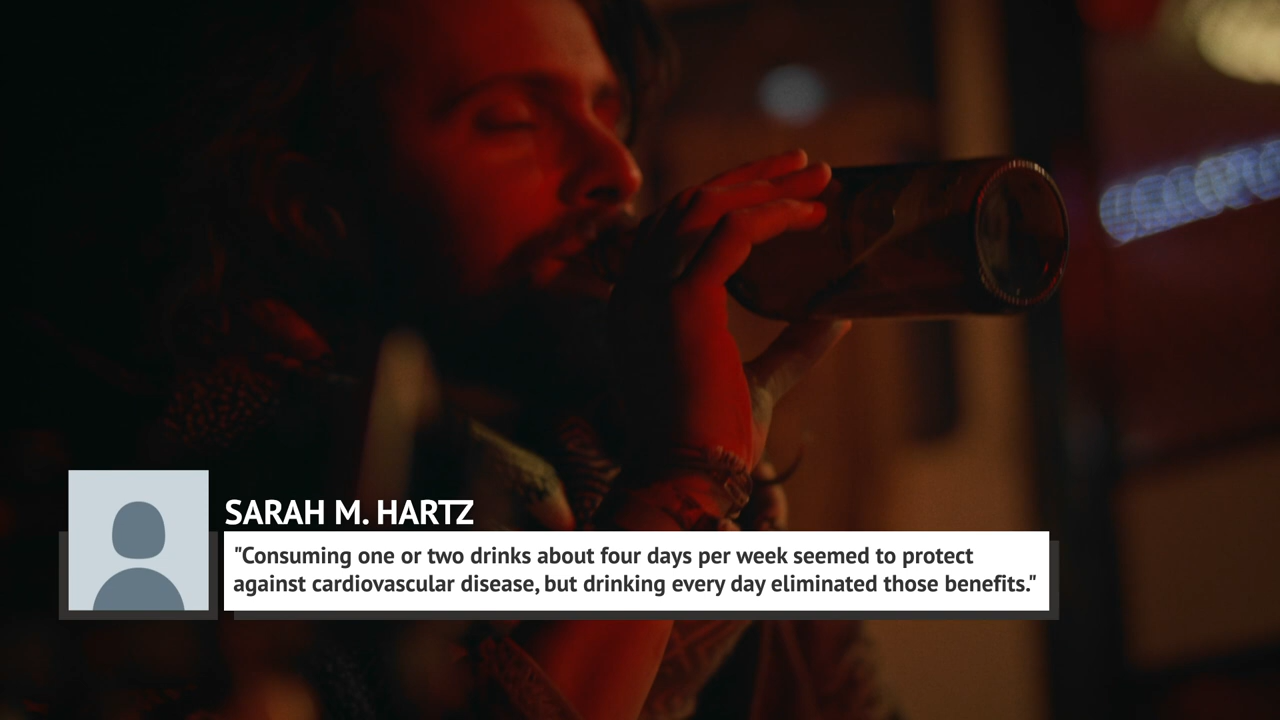 SARAH M. HARTZ
"Consuming one or two drinks about four days per week seemed to protect
against cardiovascular disease, but drinking every day eliminated those benefits."